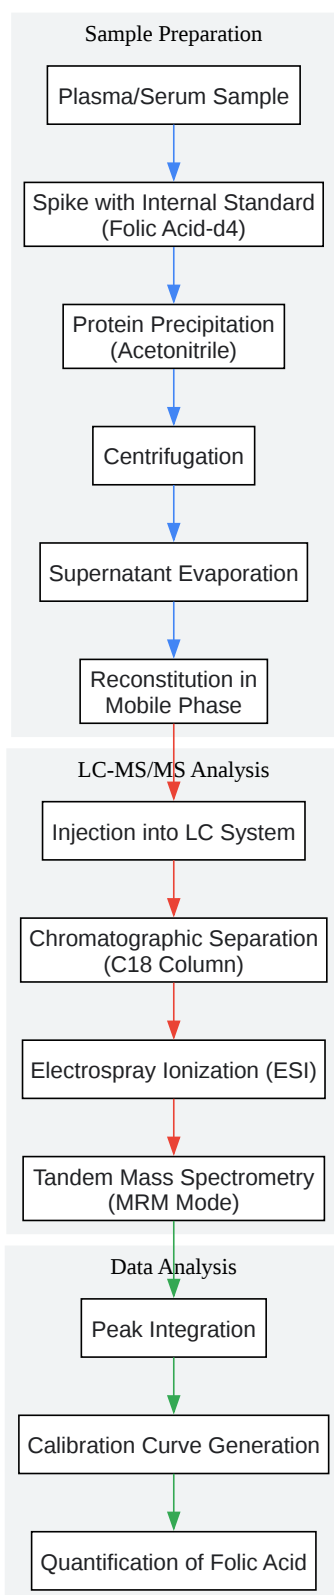 Sample Preparation
Plasma/Serum Sample
Spike with Internal Standard
(Folic Acid-d4)
Protein Precipitation
(Acetonitrile)
Centrifugation
Supernatant Evaporation
Reconstitution in
Mobile Phase
LC-MS/MS Analysis
Injection into LC System
Chromatographic Separation
(C18 Column)
Electrospray Ionization (ESI)
Tandem Mass Spectrometry
(MRM Mode)
Data Analysis
Peak Integration
Calibration Curve Generation
Quantification of Folic Acid